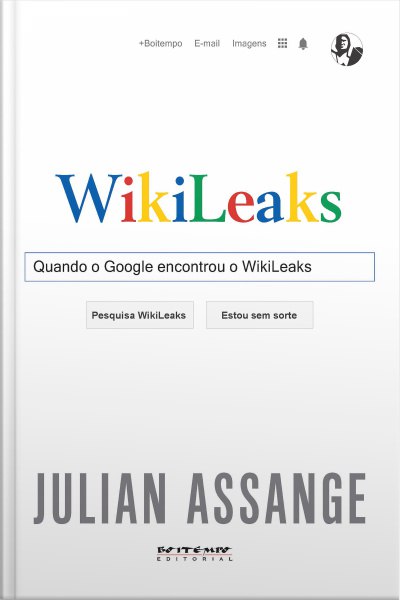 +Boitempo E-mail Imagens
WikiLeaks
Quando o Google encontrou o WikiLeaks
Pesquisa WikiLeaks Estou sem sorte
JULIAN ASSANGE
BOITEMPO
EDITORIAL